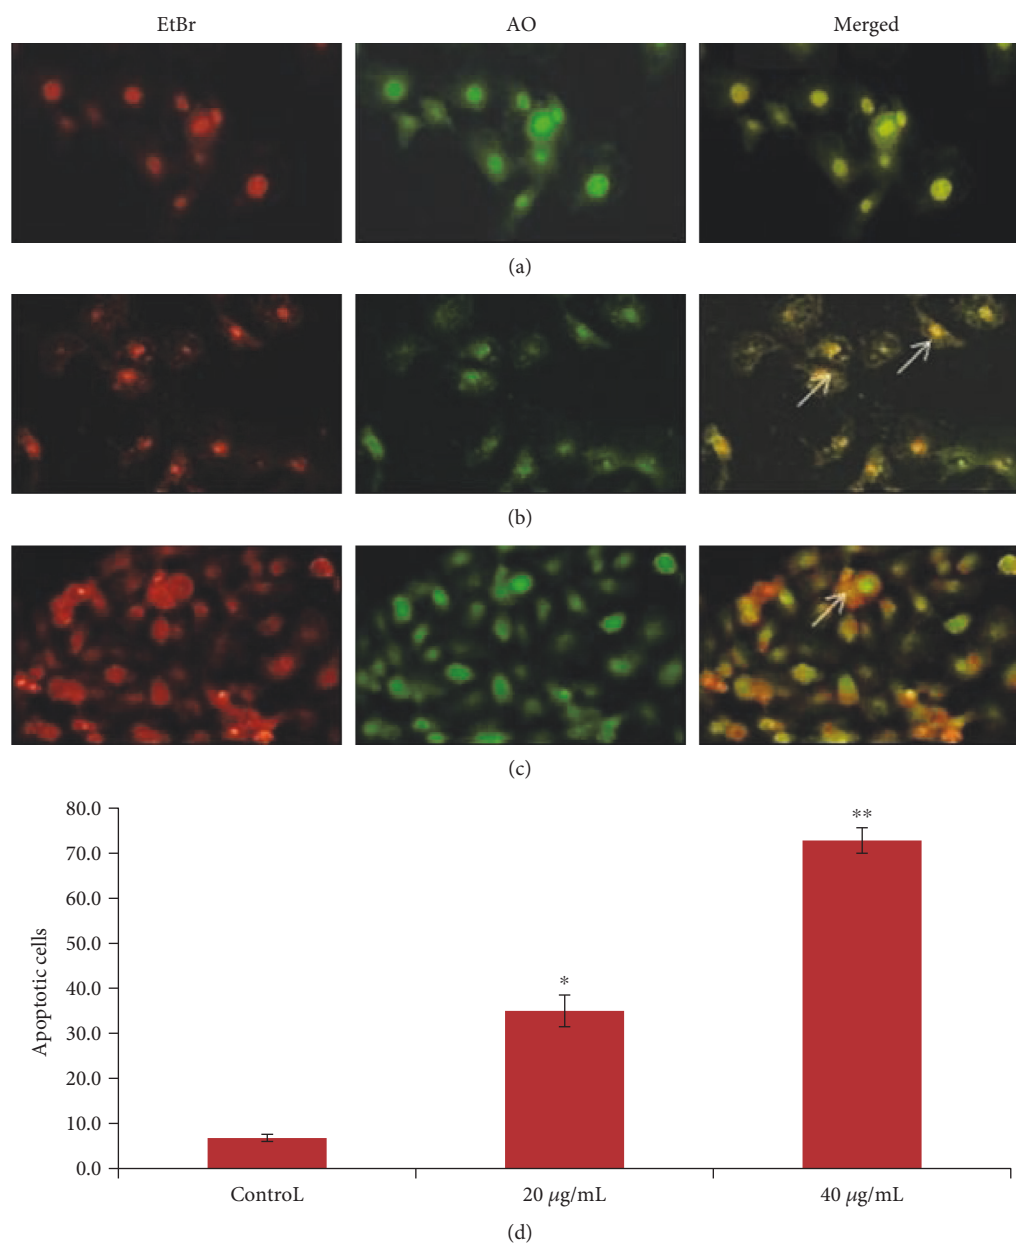 EtBr AO Merged
(a)
(b)
(c)
80.0
70.0
60.0
50.0
40.0
30.0
20.0
10.0
0.0
Apoptotic cells
*
**
ControL 20 μg/mL 40 μg/mL
(d)